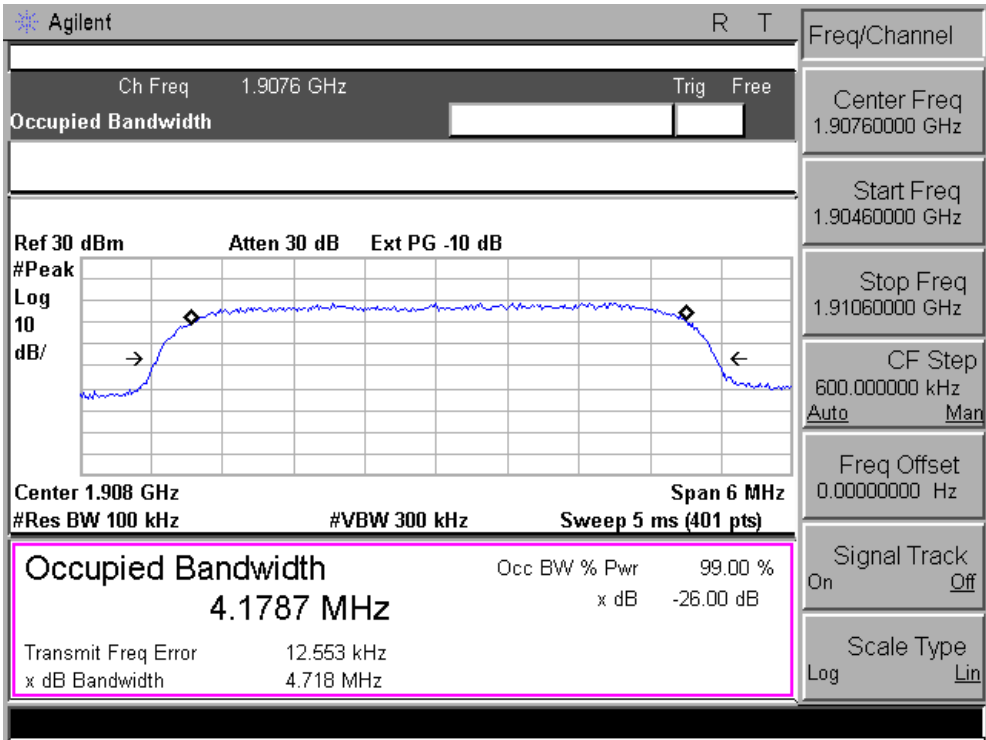 Agilent R T
Ch Freq 1.9076 GHz Trig Free
Occupied Bandwidth
Ref 30 dBm Atten 30 dB Ext PG -10 dB
#Peak
Log
10
dB/
Center 1.908 GHz Span 6 MHz
#Res BW 100 kHz #VBW 300 kHz Sweep 5 ms (401 pts)
Occupied Bandwidth
4.1787 MHz
Occ BW % Pwr 99.00 %
x dB -26.00 dB
Transmit Freq Error 12.553 kHz
x dB Bandwidth 4.718 MHz
Freq/Channel
Center Freq
1.90760000 GHz
Start Freq
1.90460000 GHz
Stop Freq
1.91060000 GHz
CF Step
600.000000 kHz
Auto Man
Freq Offset
0.00000000 Hz
Signal Track
On Off
Scale Type
Log Lin